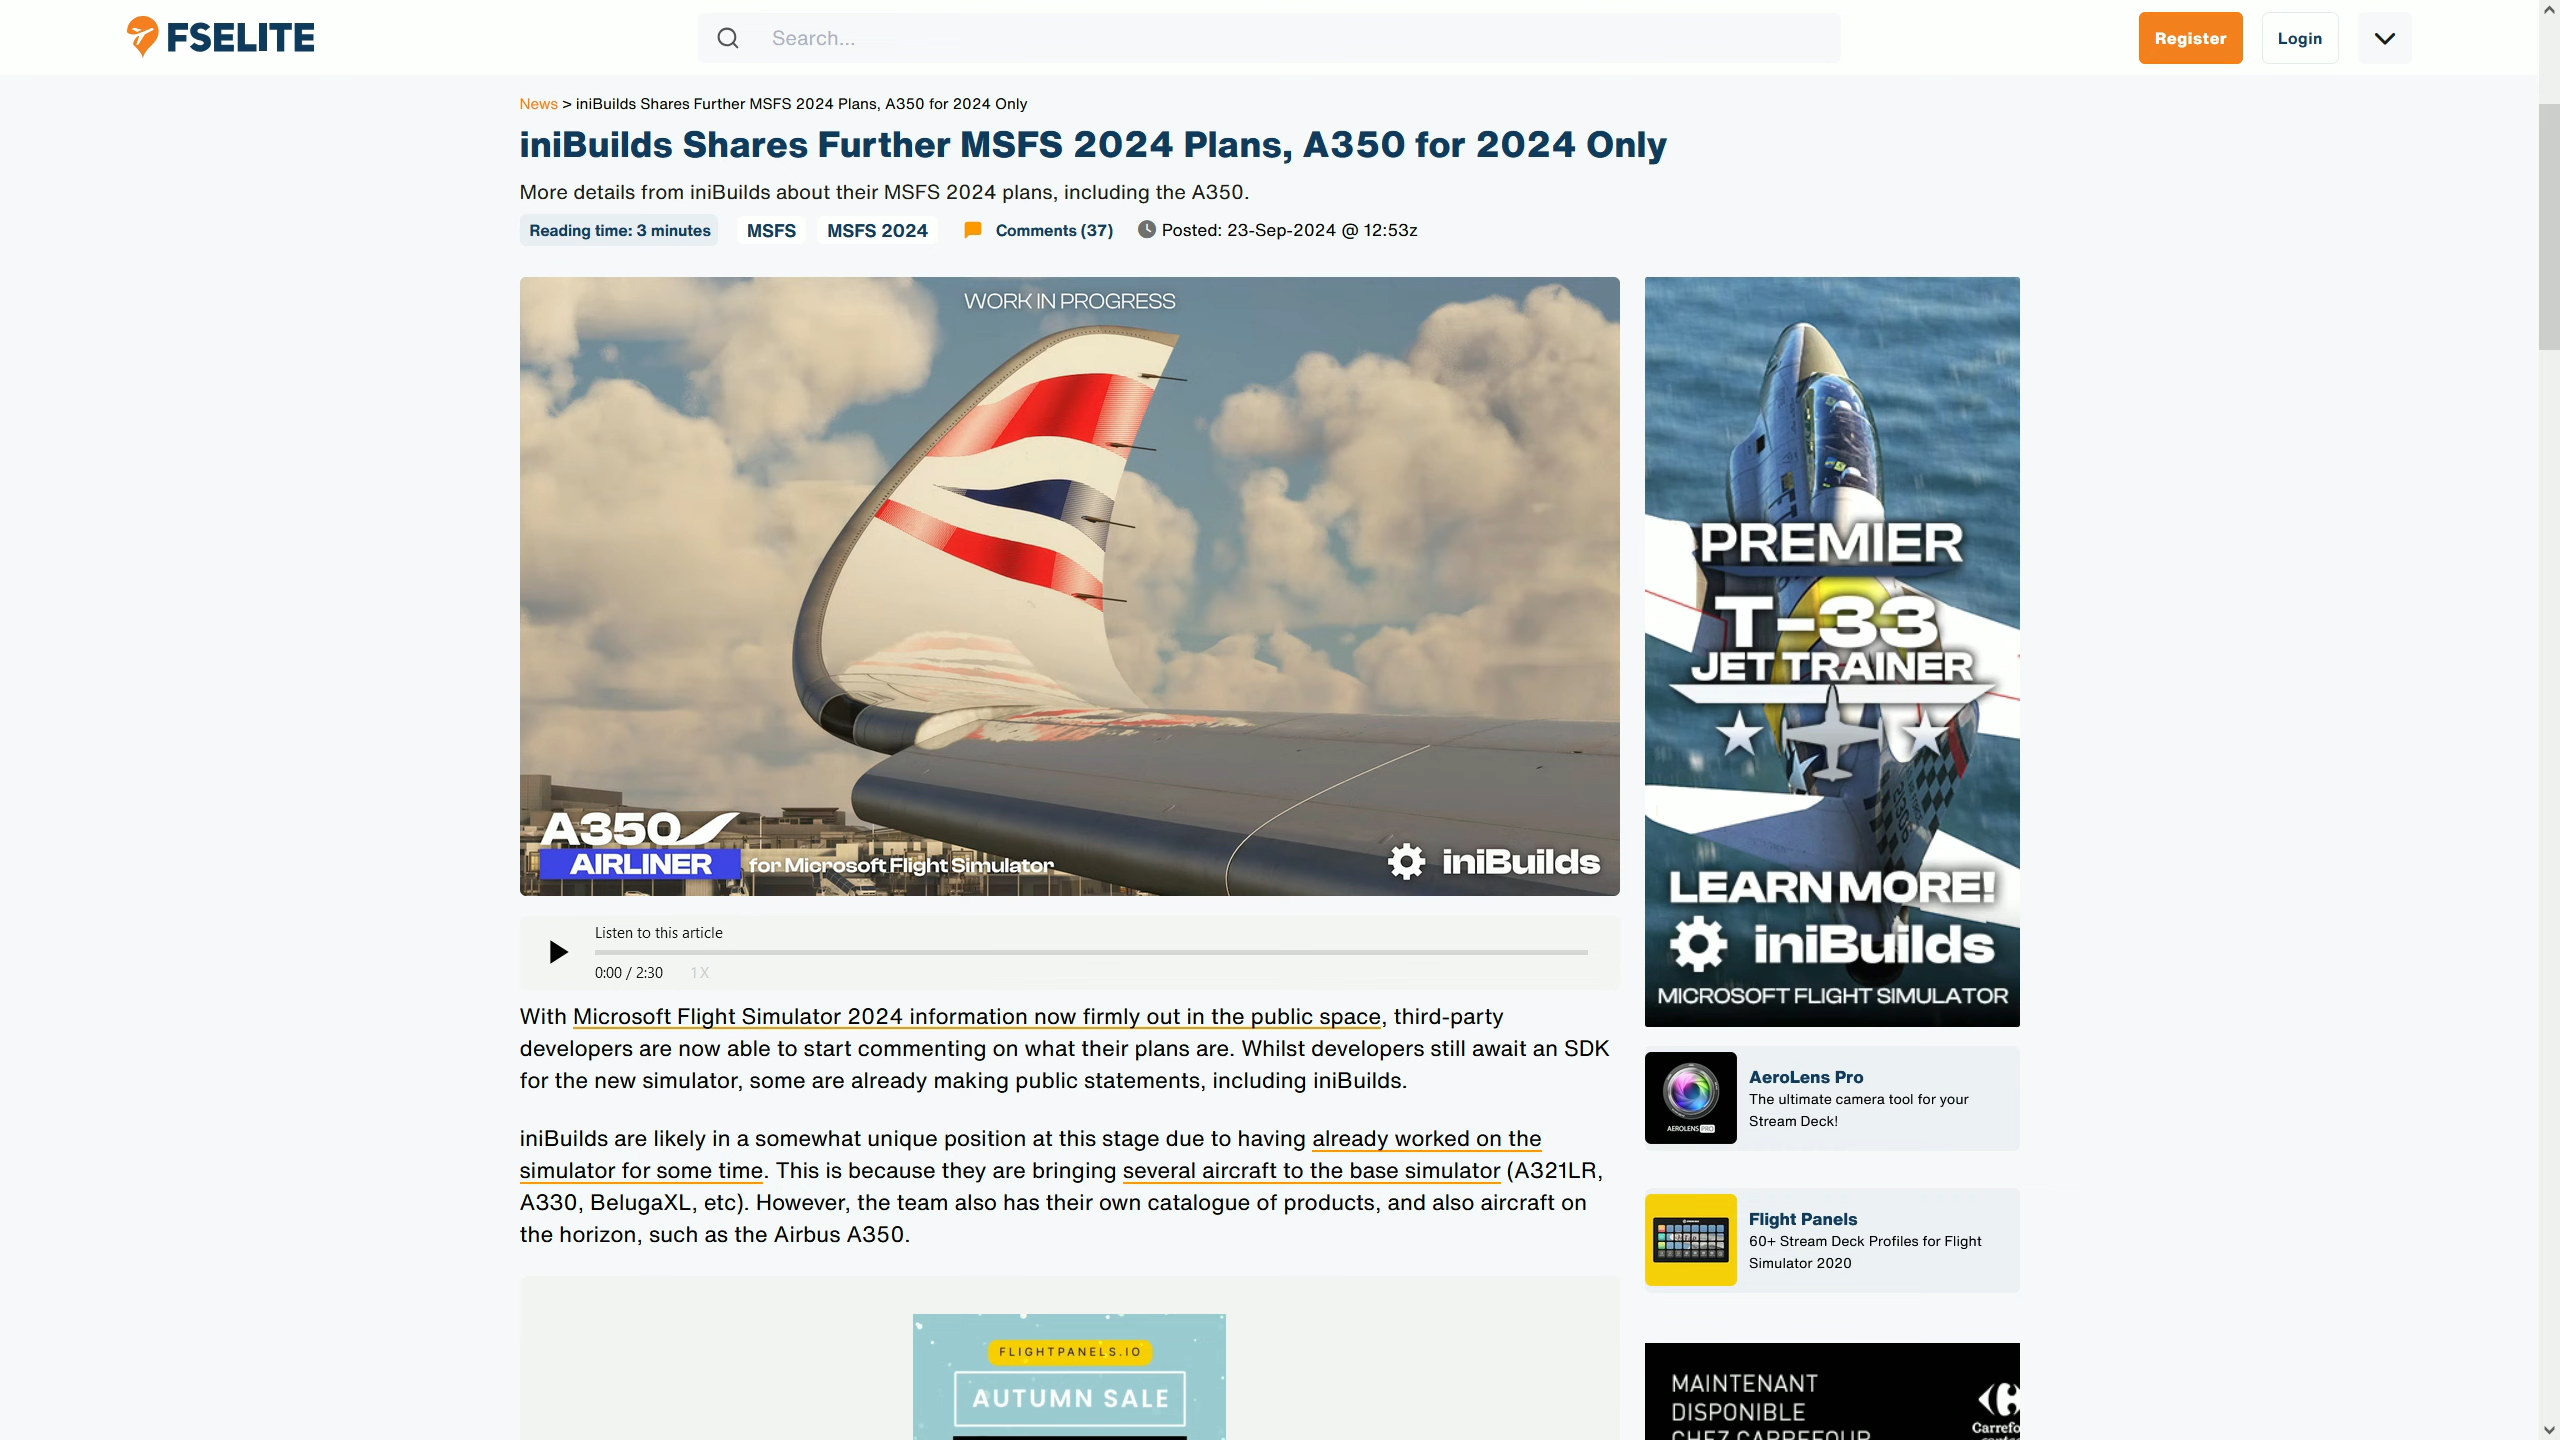 FSELITE
Search...
Register
Login
News > iniBuilds Shares Further MSFS 2024 Plans, A350 for 2024 Only
iniBuilds Shares Further MSFS 2024 Plans, A350 for 2024 Only
More details from iniBuilds about their MSFS 2024 plans, including the A350.
Reading time: 3 minutes MSFS MSFS 2024 Comments (37) Posted: 23-Sep-2024 @ 12:53z
WORK IN PROGRESS
A350
AIRLINER for Microsoft Flight Simulator
iniBuilds
Listen to this article
0:00 / 2:30 1X
With Microsoft Flight Simulator 2024 information now firmly out in the public space, third-party
developers are now able to start commenting on what their plans are. Whilst developers still await an SDK
for the new simulator, some are already making public statements, including iniBuilds.
iniBuilds are likely in a somewhat unique position at this stage due to having already worked on the
simulator for some time. This is because they are bringing several aircraft to the base simulator (A321LR,
A330, BelugaXL, etc). However, the team also has their own catalogue of products, and also aircraft on
the horizon, such as the Airbus A350.
FLIGHTPANELS.IO
AUTUMN SALE
PREMIER
T-33
JET TRAINER
LEARN MORE!
iniBuilds
MICROSOFT FLIGHT SIMULATOR
AEROLENS PRO
AeroLens Pro
The ultimate camera tool for your
Stream Deck!
Flight Panels
60+ Stream Deck Profiles for Flight
Simulator 2020
MAINTENANT
DISPONIBLE
CHEZ CARREFOUR